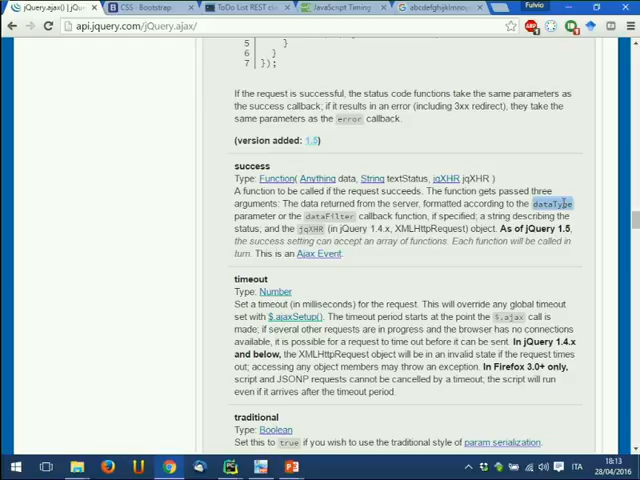 jQuery.ajax() | jQuery
CSS · Bootstrap
ToDo List REST clie
JavaScript Timing
abcdefghijklmnoj
Fulvio
api.jquery.com/jQuery.ajax/
5 }
6 }
7 });
If the request is successful, the status code functions take the same parameters as
the success callback; if it results in an error (including 3xx redirect), they take the
same parameters as the error callback.
(version added: 1.5)
success
Type: Function( Anything data, String textStatus, jqXHR jqXHR )
A function to be called if the request succeeds. The function gets passed three
arguments: The data returned from the server, formatted according to the dataType
parameter or the dataFilter callback function, if specified; a string describing the
status; and the jqXHR (in jQuery 1.4.x, XMLHttpRequest) object. As of jQuery 1.5,
the success setting can accept an array of functions. Each function will be called in
turn. This is an Ajax Event.
timeout
Type: Number
Set a timeout (in milliseconds) for the request. This will override any global timeout
set with $.ajaxSetup(). The timeout period starts at the point the $.ajax call is
made; if several other requests are in progress and the browser has no connections
available, it is possible for a request to time out before it can be sent. In jQuery 1.4.x
and below, the XMLHttpRequest object will be in an invalid state if the request times
out; accessing any object members may throw an exception. In Firefox 3.0+ only,
script and JSONP requests cannot be cancelled by a timeout; the script will run
even if it arrives after the timeout period.
traditional
Type: Boolean
Set this to true if you wish to use the traditional style of param serialization.
ITA
18:13
28/04/2016